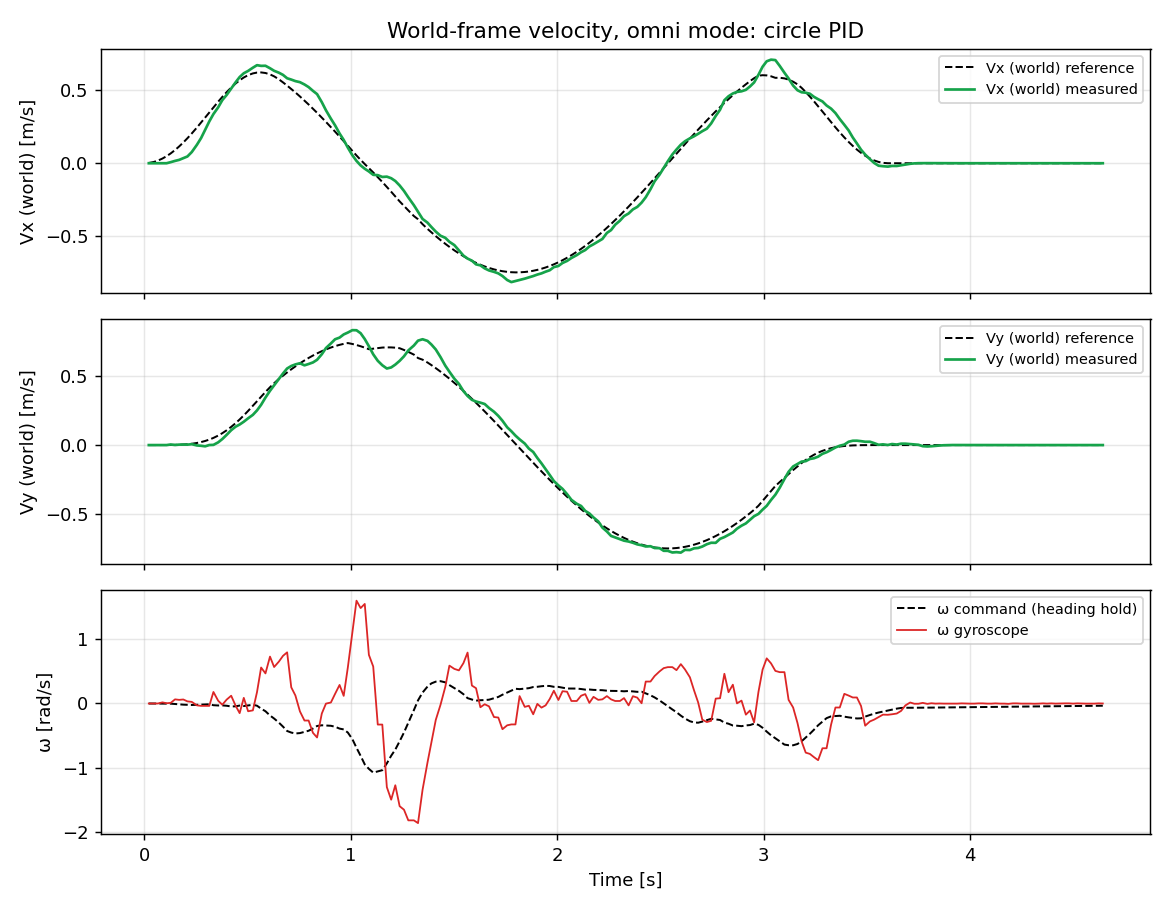 World-frame velocity, omni mode: circle PID
Vx (world) [m/s]
0.5
0.0
−0.5
Vx (world) reference
Vx (world) measured
Vy (world) [m/s]
0.5
0.0
−0.5
Vy (world) reference
Vy (world) measured
ω [rad/s]
1
0
−1
−2
ω command (heading hold)
ω gyroscope
0 1 2 3 4
Time [s]